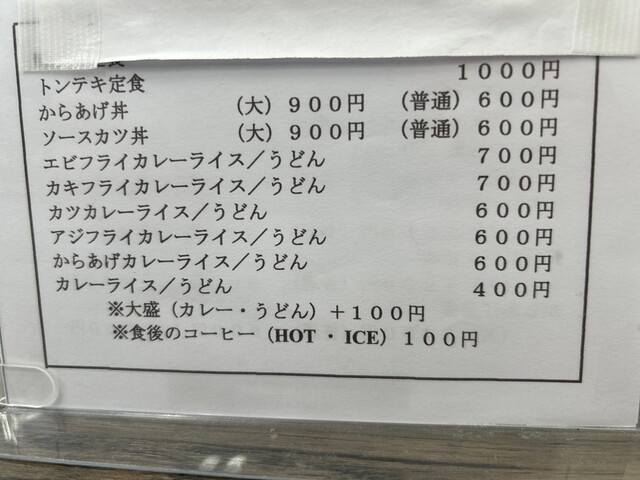 トンテキ定食 1000円
からあげ丼 （大）900円 （普通）600円
ソースカツ丼 （大）900円 （普通）600円
エビフライカレーライス／うどん 700円
カキフライカレーライス／うどん 700円
カツカレーライス／うどん 600円
アジフライカレーライス／うどん 600円
からあげカレーライス／うどん 600円
カレーライス／うどん 400円
※大盛（カレー・うどん）＋100円
※食後のコーヒー（HOT ・ ICE）100円